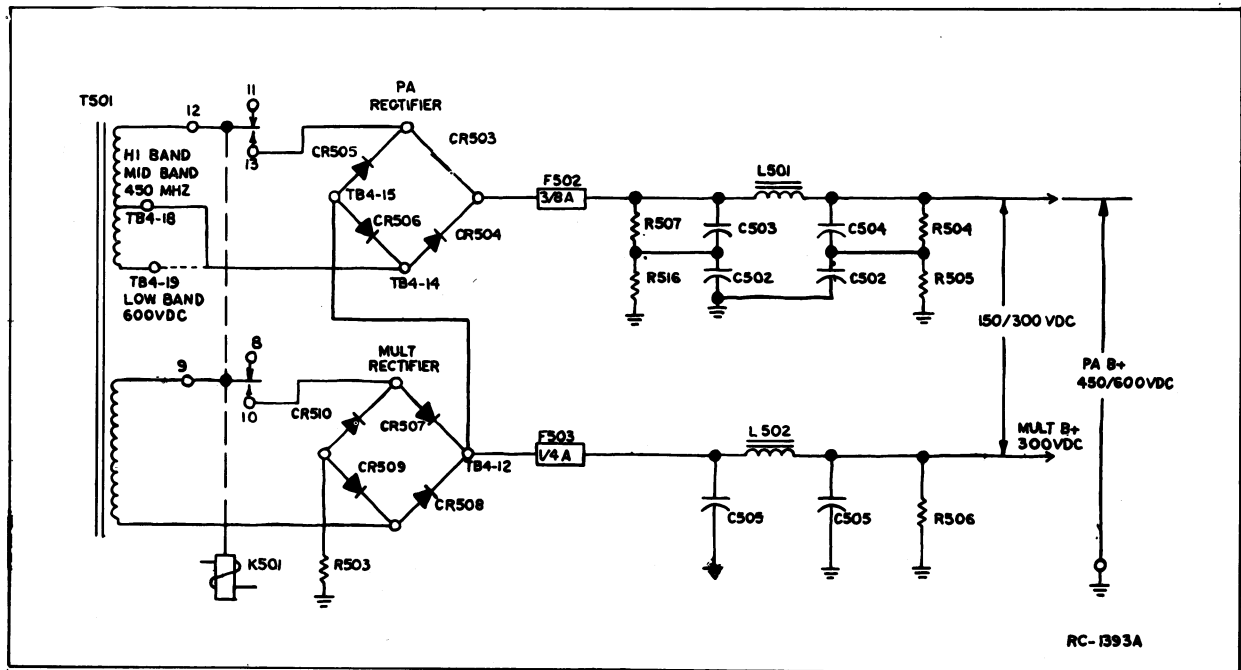 T501
12
11
13
PA
RECTIFIER
CR503
CR505
HI BAND
MID BAND
450 MHZ
TB4-18
TB4-15
CR506
CR504
TB4-14
TB4-19
LOW BAND
600VDC
F502
3/8 A
L501
R507
C503
C504
R504
R516
C502
C502
R505
150/300 VDC
PA B+
450/600VDC
9
8
10
MULT
RECTIFIER
CR510
CR507
CR509
CR508
TB4-12
F503
1/4 A
L502
MULT B+
300VDC
C505
C505
R506
K501
R503
RC-1393A